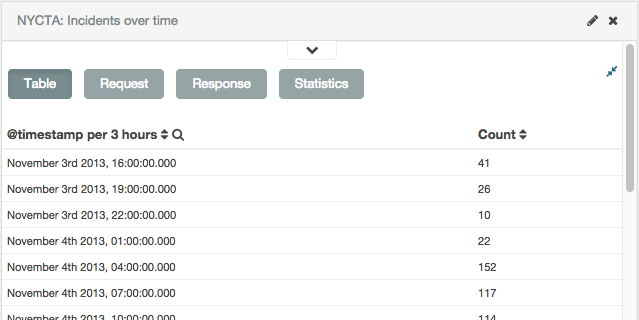 NYCTA: Incidents over time
Table Request Response Statistics
@timestamp per 3 hours Count
November 3rd 2013, 16:00:00.000 41
November 3rd 2013, 19:00:00.000 26
November 3rd 2013, 22:00:00.000 10
November 4th 2013, 01:00:00.000 22
November 4th 2013, 04:00:00.000 152
November 4th 2013, 07:00:00.000 117
November 4th 2013, 10:00:00.000 114